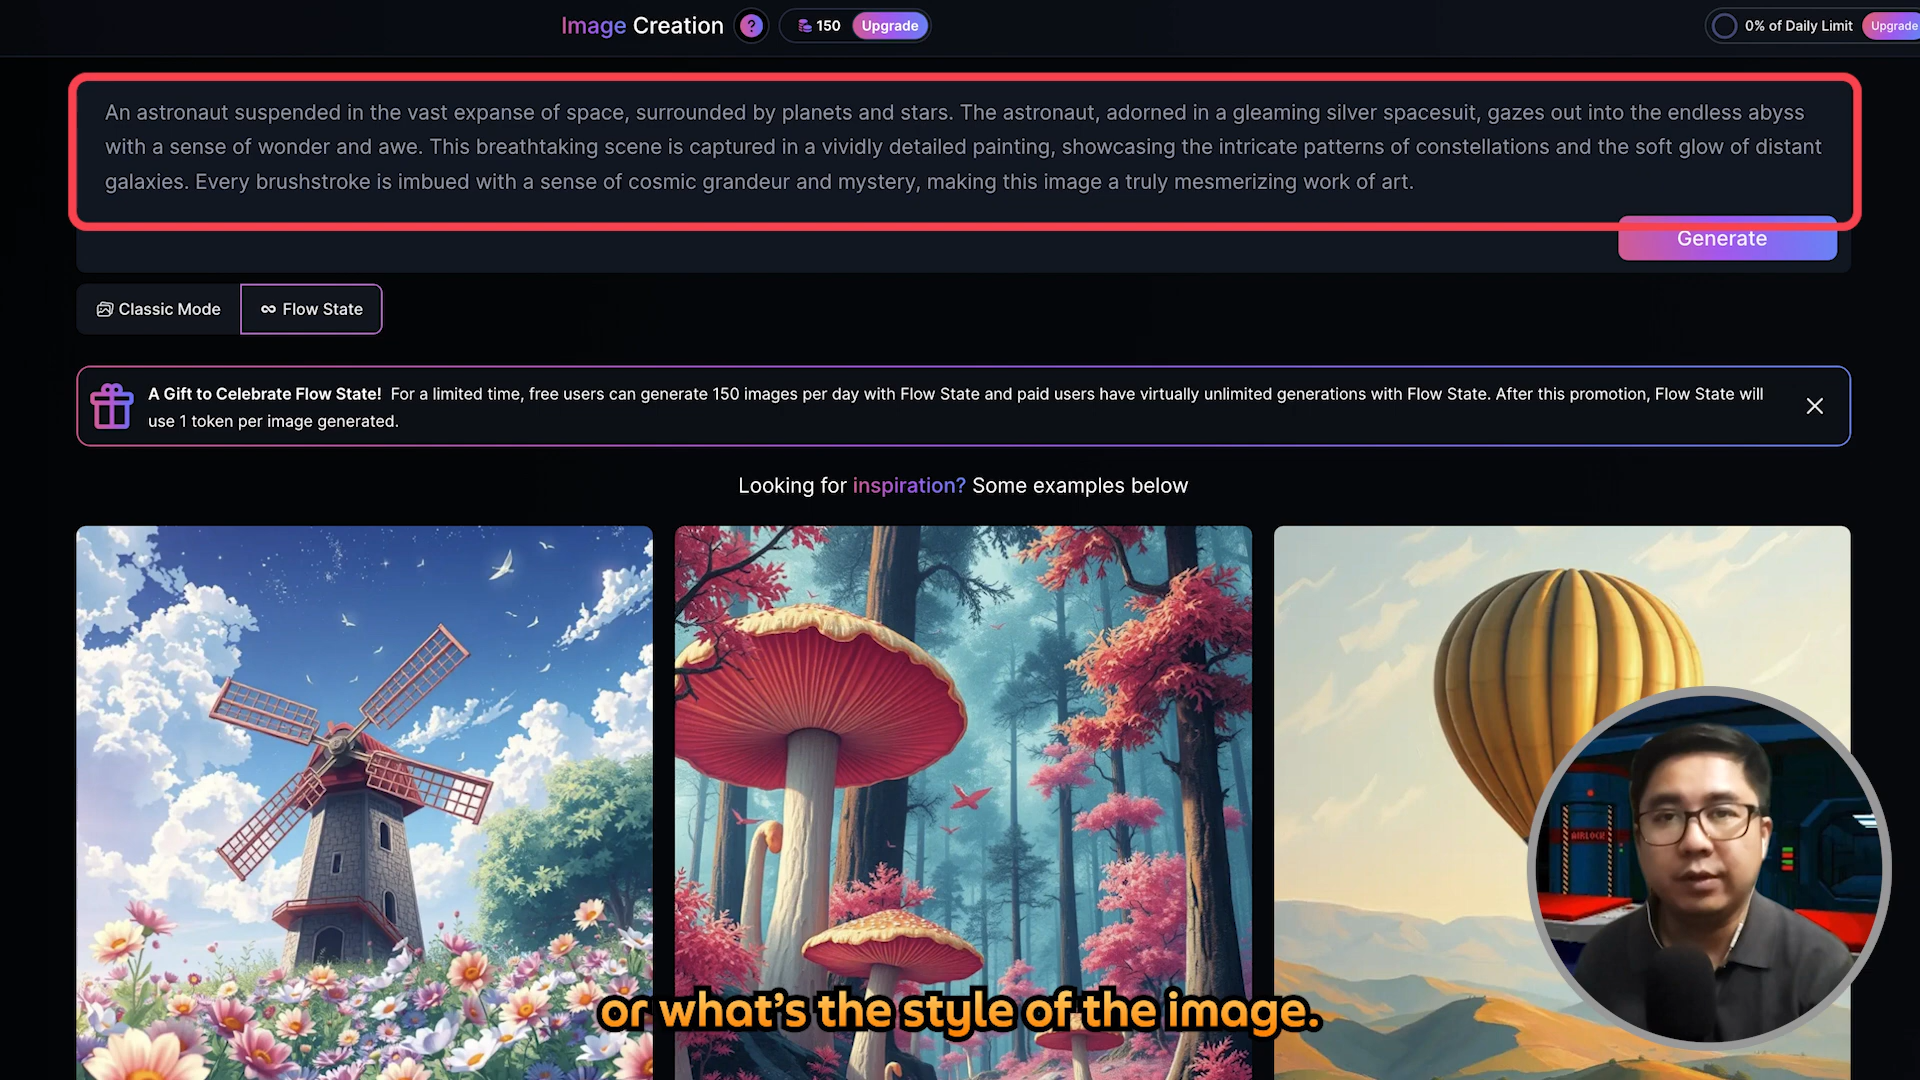 Image Creation ? 150 Upgrade 0% of Daily Limit Upgrade
An astronaut suspended in the vast expanse of space, surrounded by planets and stars. The astronaut, adorned in a gleaming silver spacesuit, gazes out into the endless abyss
with a sense of wonder and awe. This breathtaking scene is captured in a vividly detailed painting, showcasing the intricate patterns of constellations and the soft glow of distant
galaxies. Every brushstroke is imbued with a sense of cosmic grandeur and mystery, making this image a truly mesmerizing work of art.
Generate
Classic Mode Flow State
A Gift to Celebrate Flow State! For a limited time, free users can generate 150 images per day with Flow State and paid users have virtually unlimited generations with Flow State. After this promotion, Flow State will
use 1 token per image generated.
Looking for inspiration? Some examples below
AIRLOCK
or what's the style of the image.